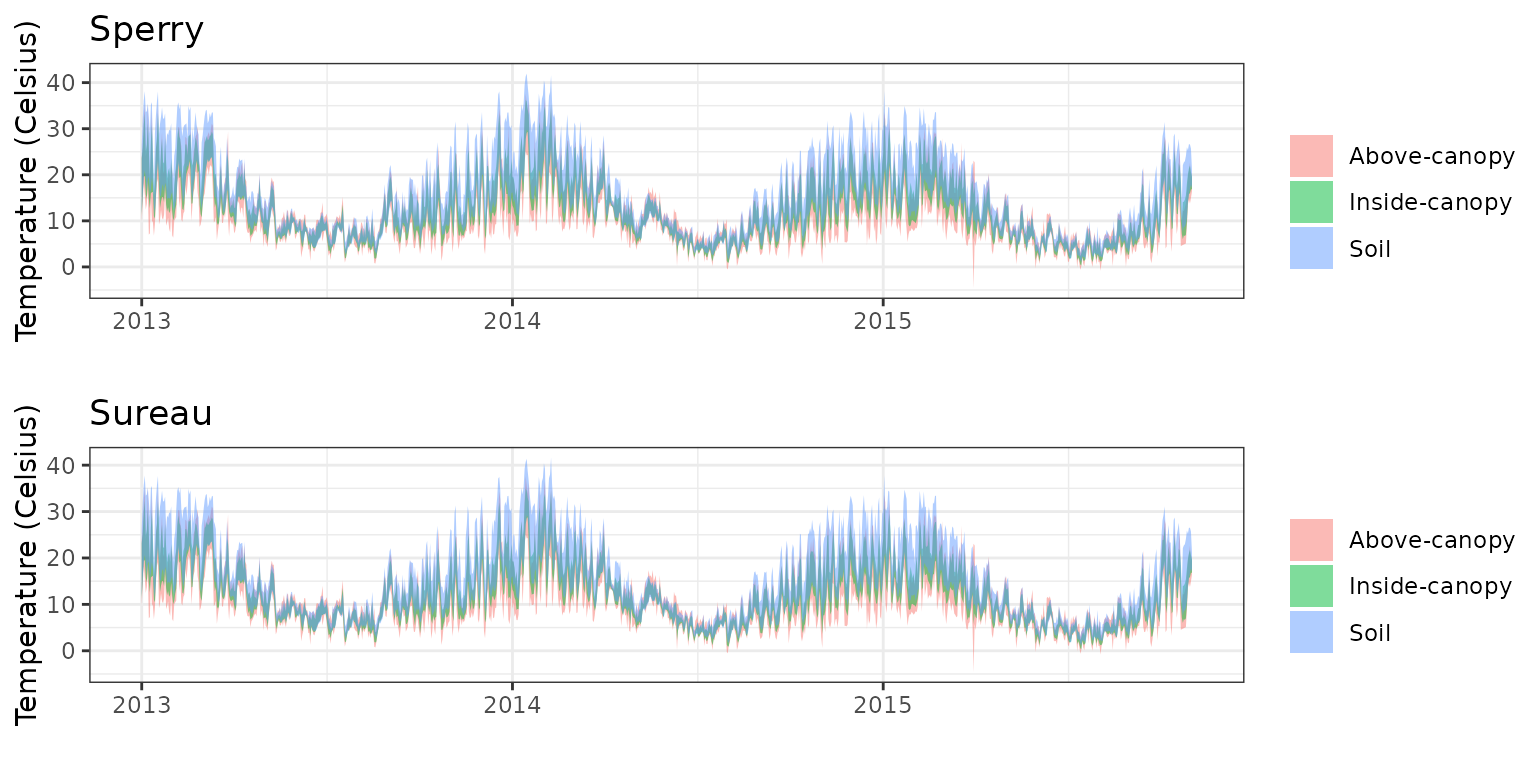 Sperry
Temperature (Celsius)
40
30
20
10
0
2013 2014 2015
Above-canopy
Inside-canopy
Soil
Sureau
Temperature (Celsius)
40
30
20
10
0
2013 2014 2015
Above-canopy
Inside-canopy
Soil